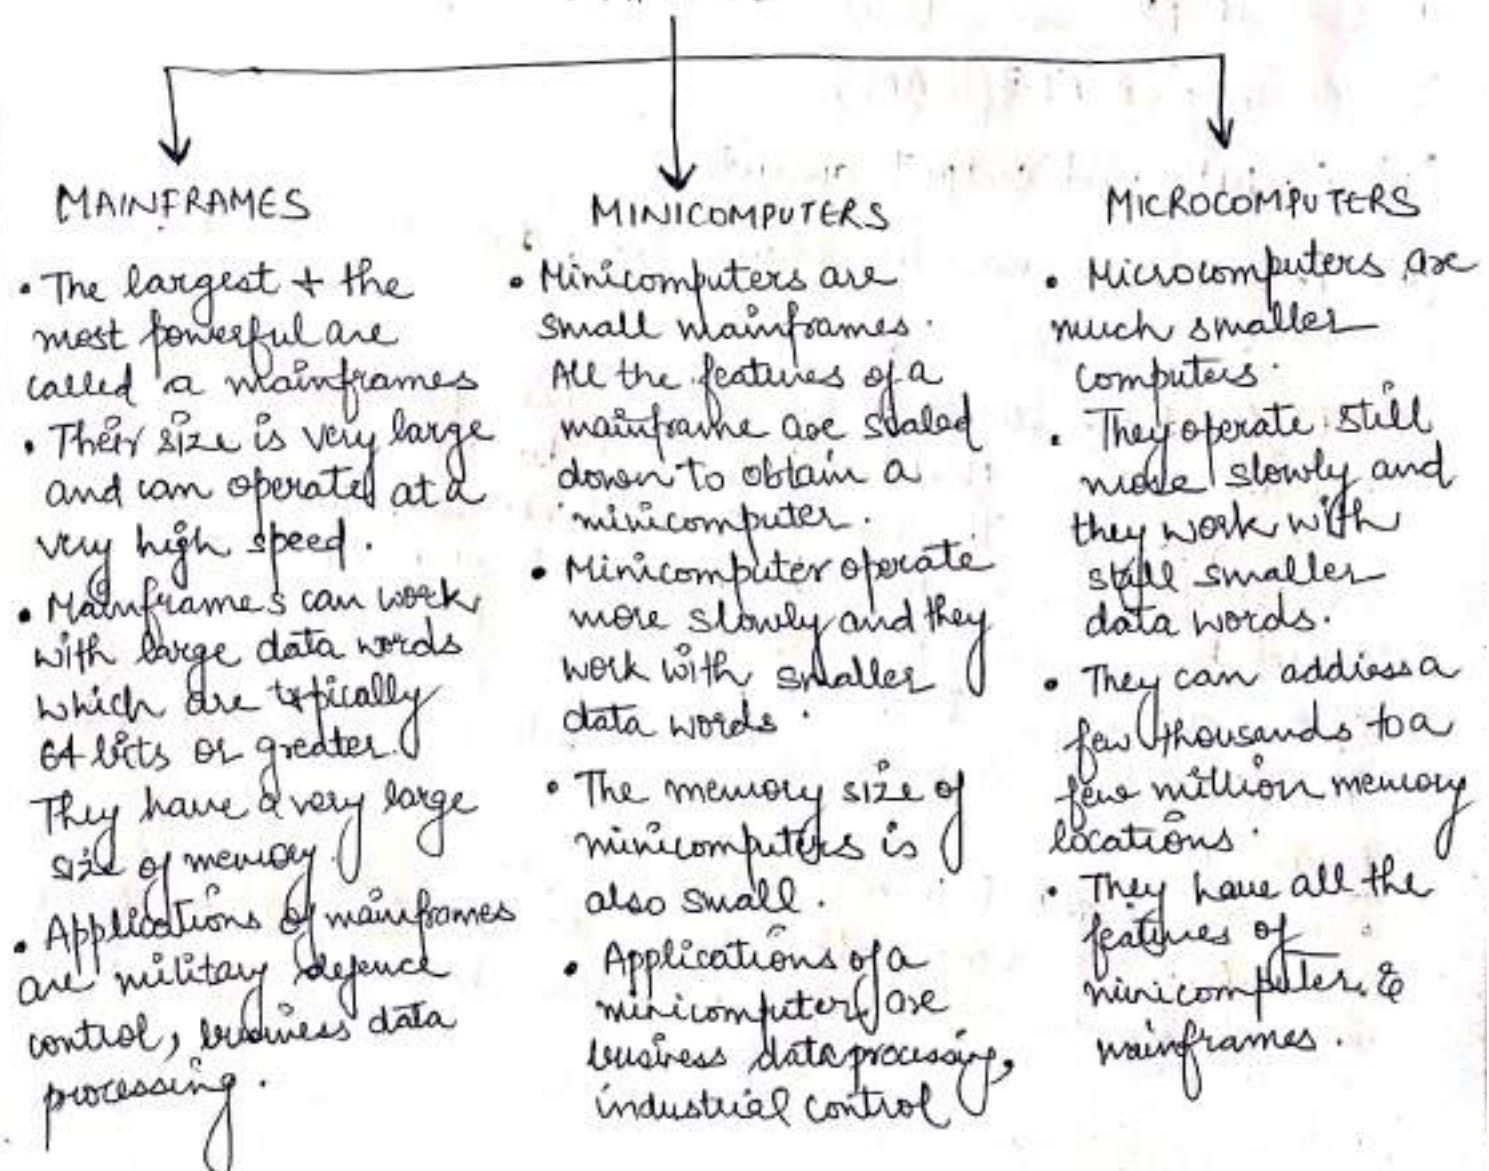 MAINFRAMES
• The largest + the
most powerful are
called a mainframes
• Their size is very large
and can operated at a
very high speed.
• Mainframes can work
with large data words
which are typically
64 bits or greater.
They have a very large
size of memory.
• Applications of mainframes
are military defence
control, business data
processing.
MINICOMPUTERS
• Minicomputers are
small mainframes.
All the features of a
mainframe are scaled
down to obtain a
minicomputer.
• Minicomputer operate
more slowly and they
work with smaller
data words.
• The memory size of
minicomputers is
also small.
• Applications of a
minicomputer are
business data processing,
industrial control
MICROCOMPUTERS
• Microcomputers are
much smaller
computers.
• They operate still
more slowly and
they work with
still smaller
data words.
• They can address a
few thousands to a
few million memory
locations.
• They have all the
features of
minicomputer &
mainframes.